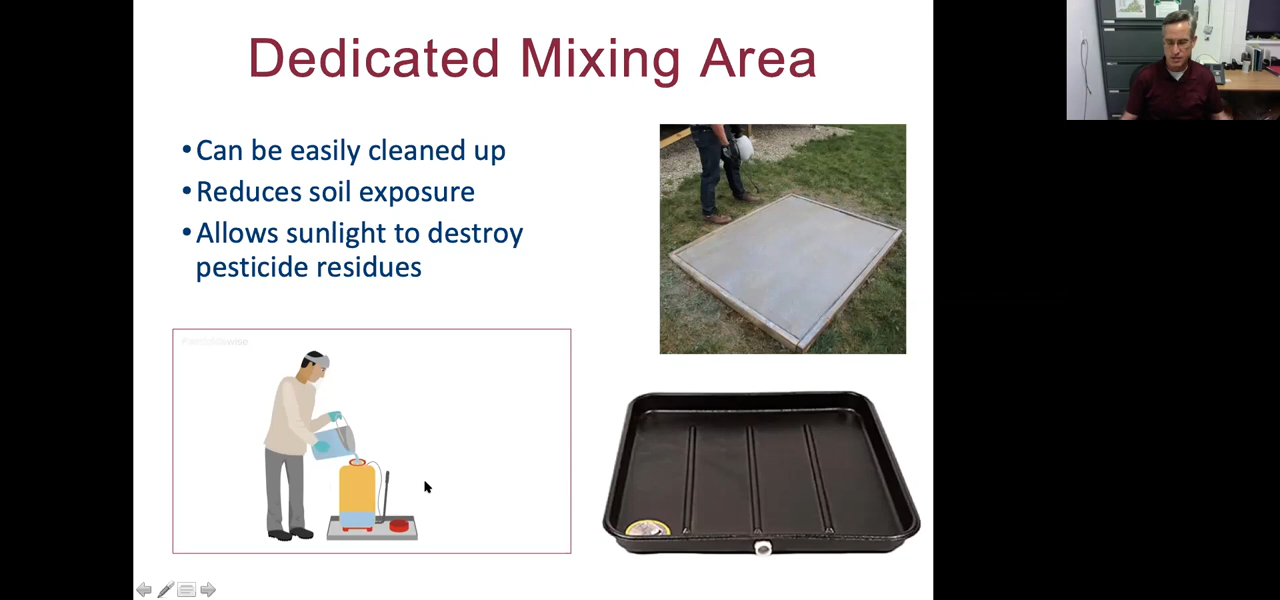 Dedicated Mixing Area
• Can be easily cleaned up
• Reduces soil exposure
• Allows sunlight to destroy
pesticide residues